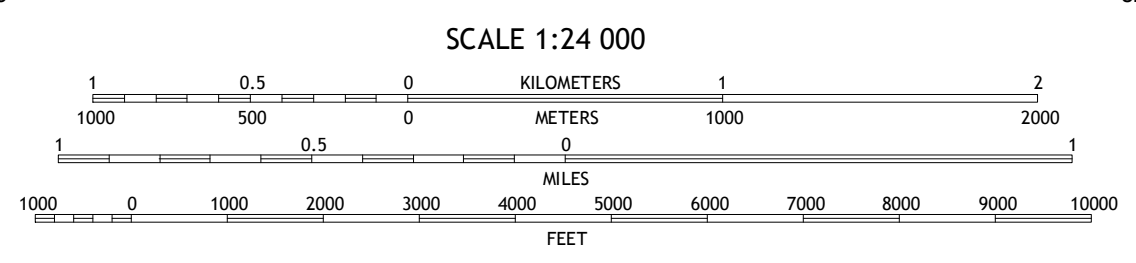 SCALE 1:24 000
1 0.5 0 KILOMETERS 1 2
1000 500 0 METERS 1000 2000
1 0.5 0 1
MILES
1000 0 1000 2000 3000 4000 5000 6000 7000 8000 9000 10000
FEET